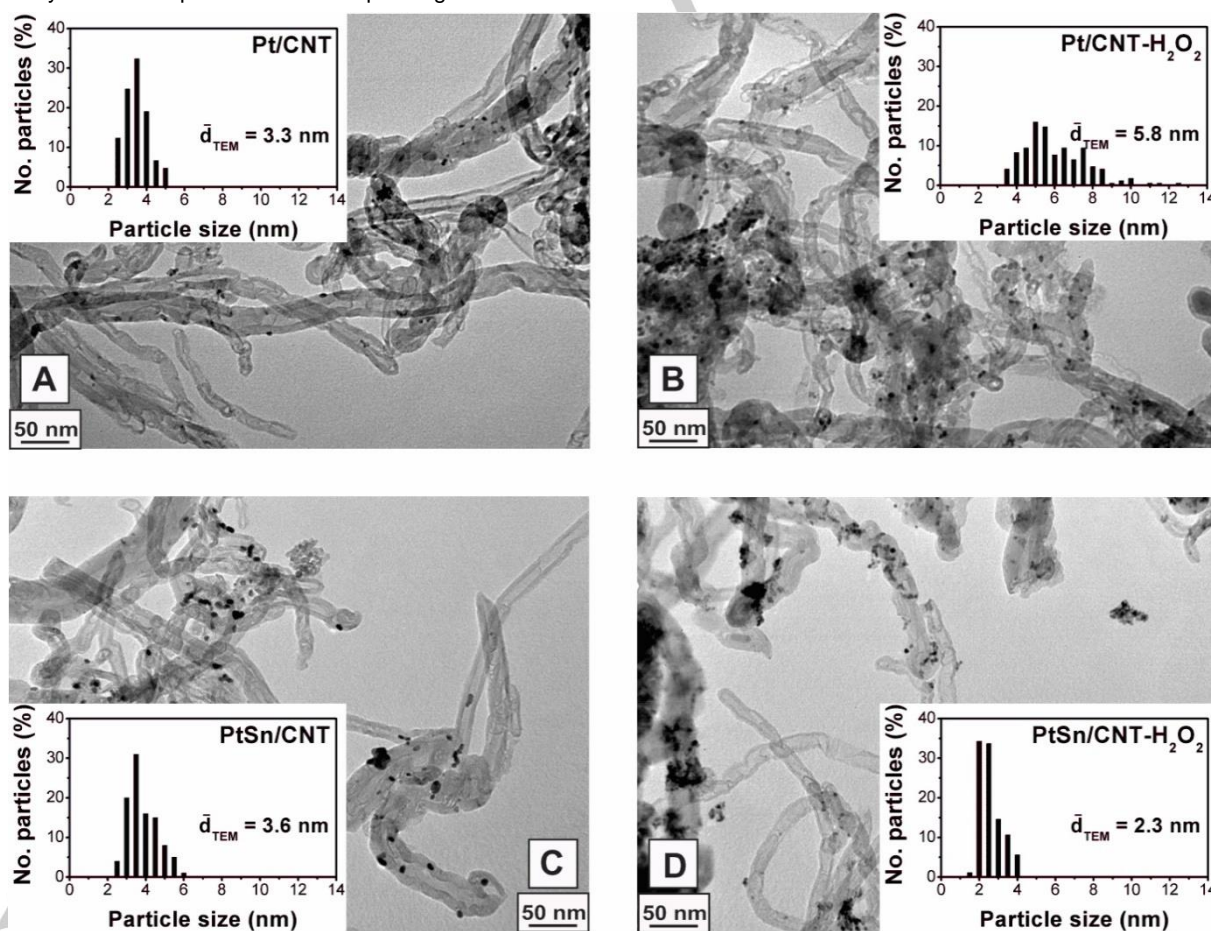 Pt/CNT
No. particles (%)
40
30
20
10
0
d̄TEM = 3.3 nm
0 2 4 6 8 10 12 14
Particle size (nm)
A
50 nm
Pt/CNT-H₂O₂
No. particles (%)
40
30
20
10
0
d̄TEM = 5.8 nm
0 2 4 6 8 10 12 14
Particle size (nm)
B
50 nm
PtSn/CNT
No. particles (%)
40
30
20
10
0
d̄TEM = 3.6 nm
0 2 4 6 8 10 12 14
Particle size (nm)
C
50 nm
PtSn/CNT-H₂O₂
No. particles (%)
40
30
20
10
0
d̄TEM = 2.3 nm
0 2 4 6 8 10 12 14
Particle size (nm)
D
50 nm